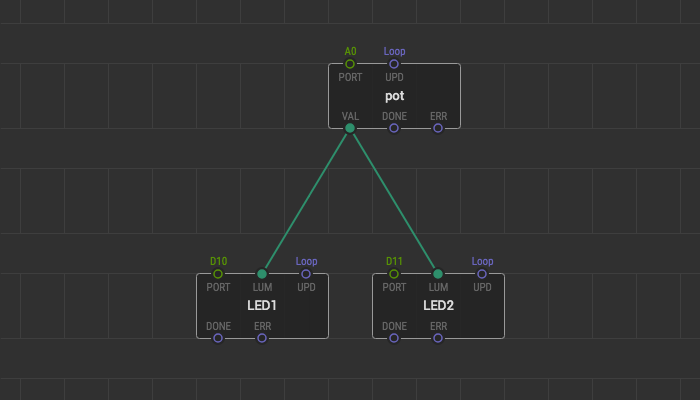 A0 Loop
PORT UPD
pot
VAL DONE ERR
D10 Loop D11 Loop
PORT LUM UPD PORT LUM UPD
LED1 LED2
DONE ERR DONE ERR